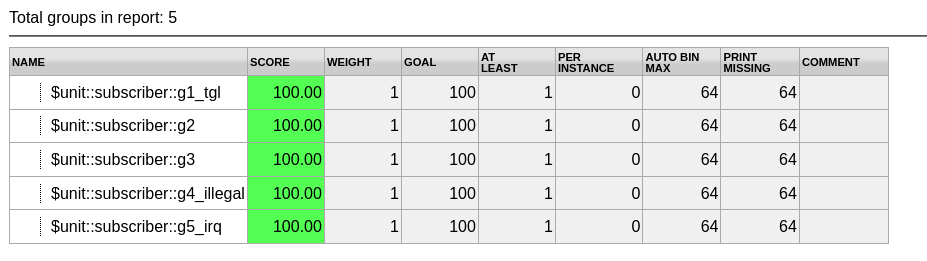 Total groups in report: 5
NAME SCORE WEIGHT GOAL AT LEAST PER INSTANCE AUTO BIN MAX PRINT MISSING COMMENT
$unit::subscriber::g1_tgl 100.00 1 100 1 0 64 64
$unit::subscriber::g2 100.00 1 100 1 0 64 64
$unit::subscriber::g3 100.00 1 100 1 0 64 64
$unit::subscriber::g4_illegal 100.00 1 100 1 0 64 64
$unit::subscriber::g5_irq 100.00 1 100 1 0 64 64